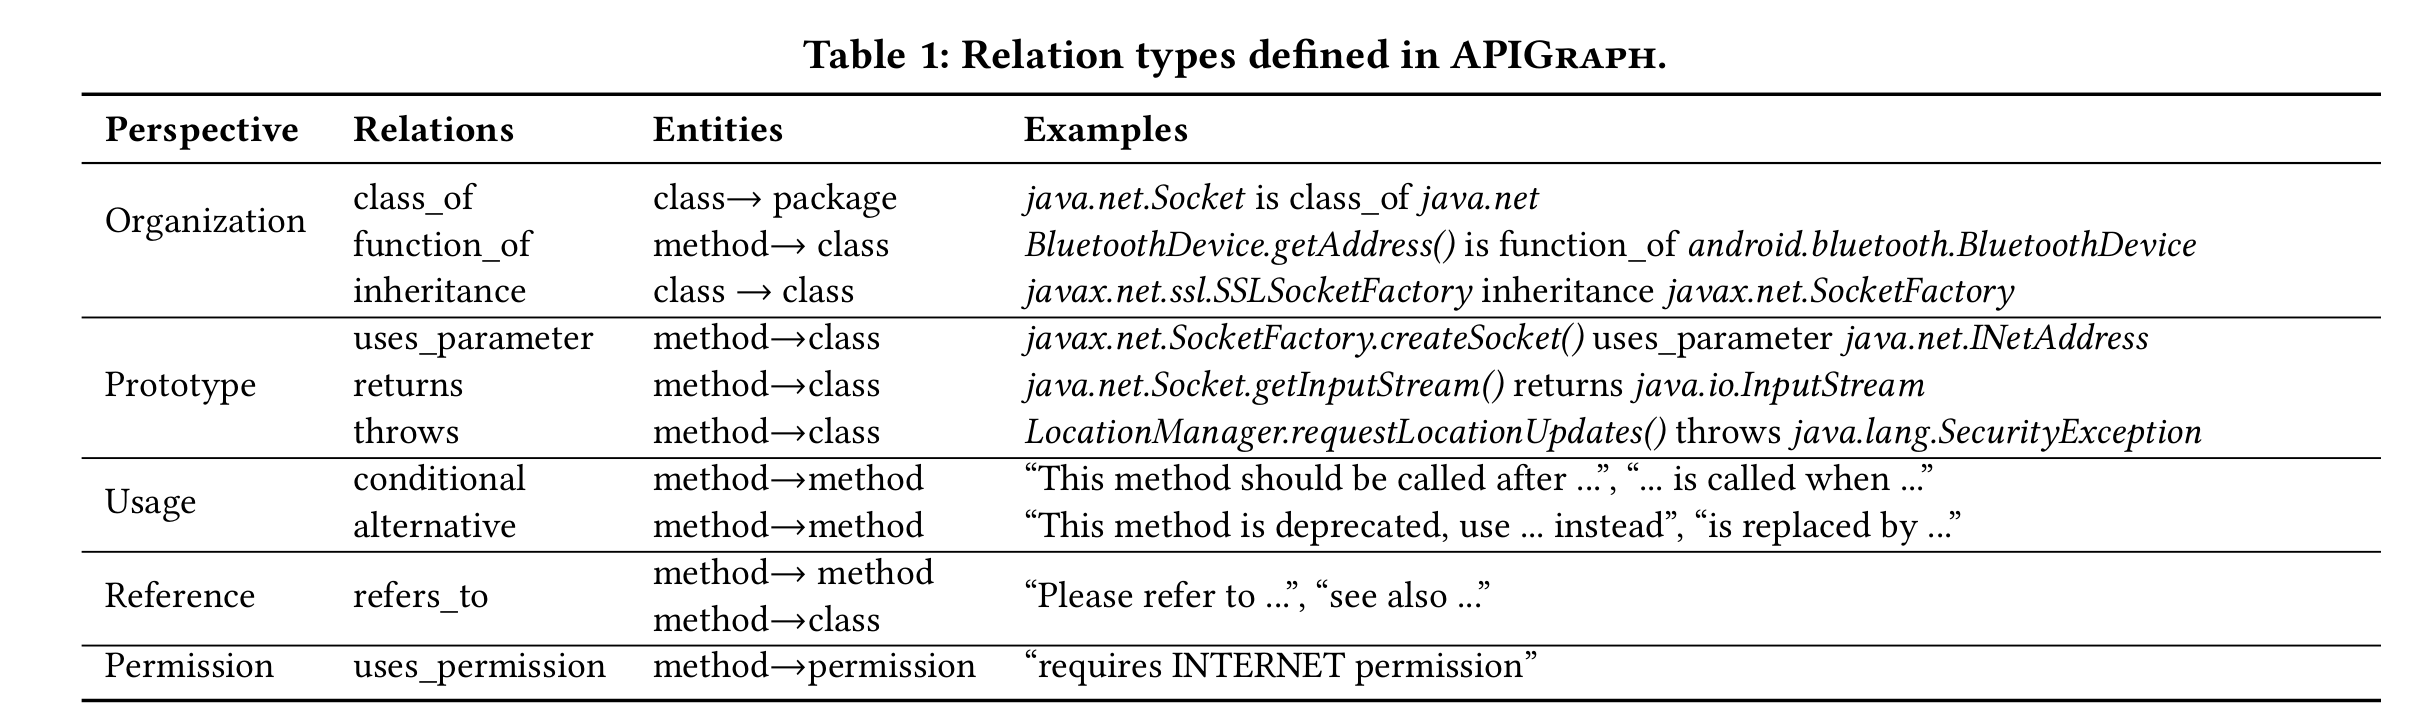 Table 1: Relation types defined in APIGraph.
Perspective Relations Entities Examples
Organization
class_of class→ package java.net.Socket is class_of java.net
function_of method→ class BluetoothDevice.getAddress() is function_of android.bluetooth.BluetoothDevice
inheritance class → class javax.net.ssl.SSLSocketFactory inheritance javax.net.SocketFactory
uses_parameter method→class javax.net.SocketFactory.createSocket() uses_parameter java.net.INetAddress
Prototype returns method→class java.net.Socket.getInputStream() returns java.io.InputStream
throws method→class LocationManager.requestLocationUpdates() throws java.lang.SecurityException
Usage
conditional method→method “This method should be called after ...”, “... is called when ...”
alternative method→method “This method is deprecated, use ... instead”, “is replaced by ...”
Reference refers_to
method→ method
method→class
“Please refer to ...”, “see also ...”
Permission uses_permission method→permission “requires INTERNET permission”